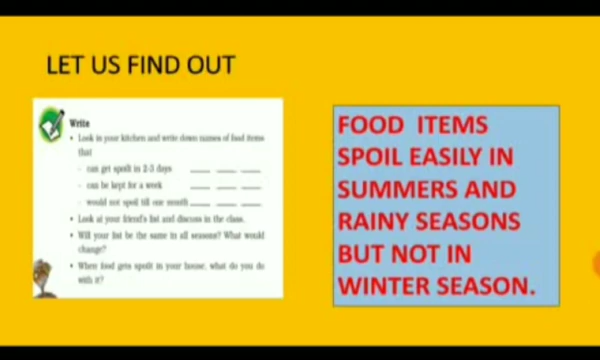 LET US FIND OUT
Write
• Look in your kitchen and write down names of food items
that
- can get spoilt in 2-3 days
- can be kept for a week
- would not spoil till one month
• Look at your friend's list and discuss in the class.
• Will your list be the same in all seasons? What would
change?
• When food gets spoilt in your house, what do you do
with it?
FOOD ITEMS
SPOIL EASILY IN
SUMMERS AND
RAINY SEASONS
BUT NOT IN
WINTER SEASON.